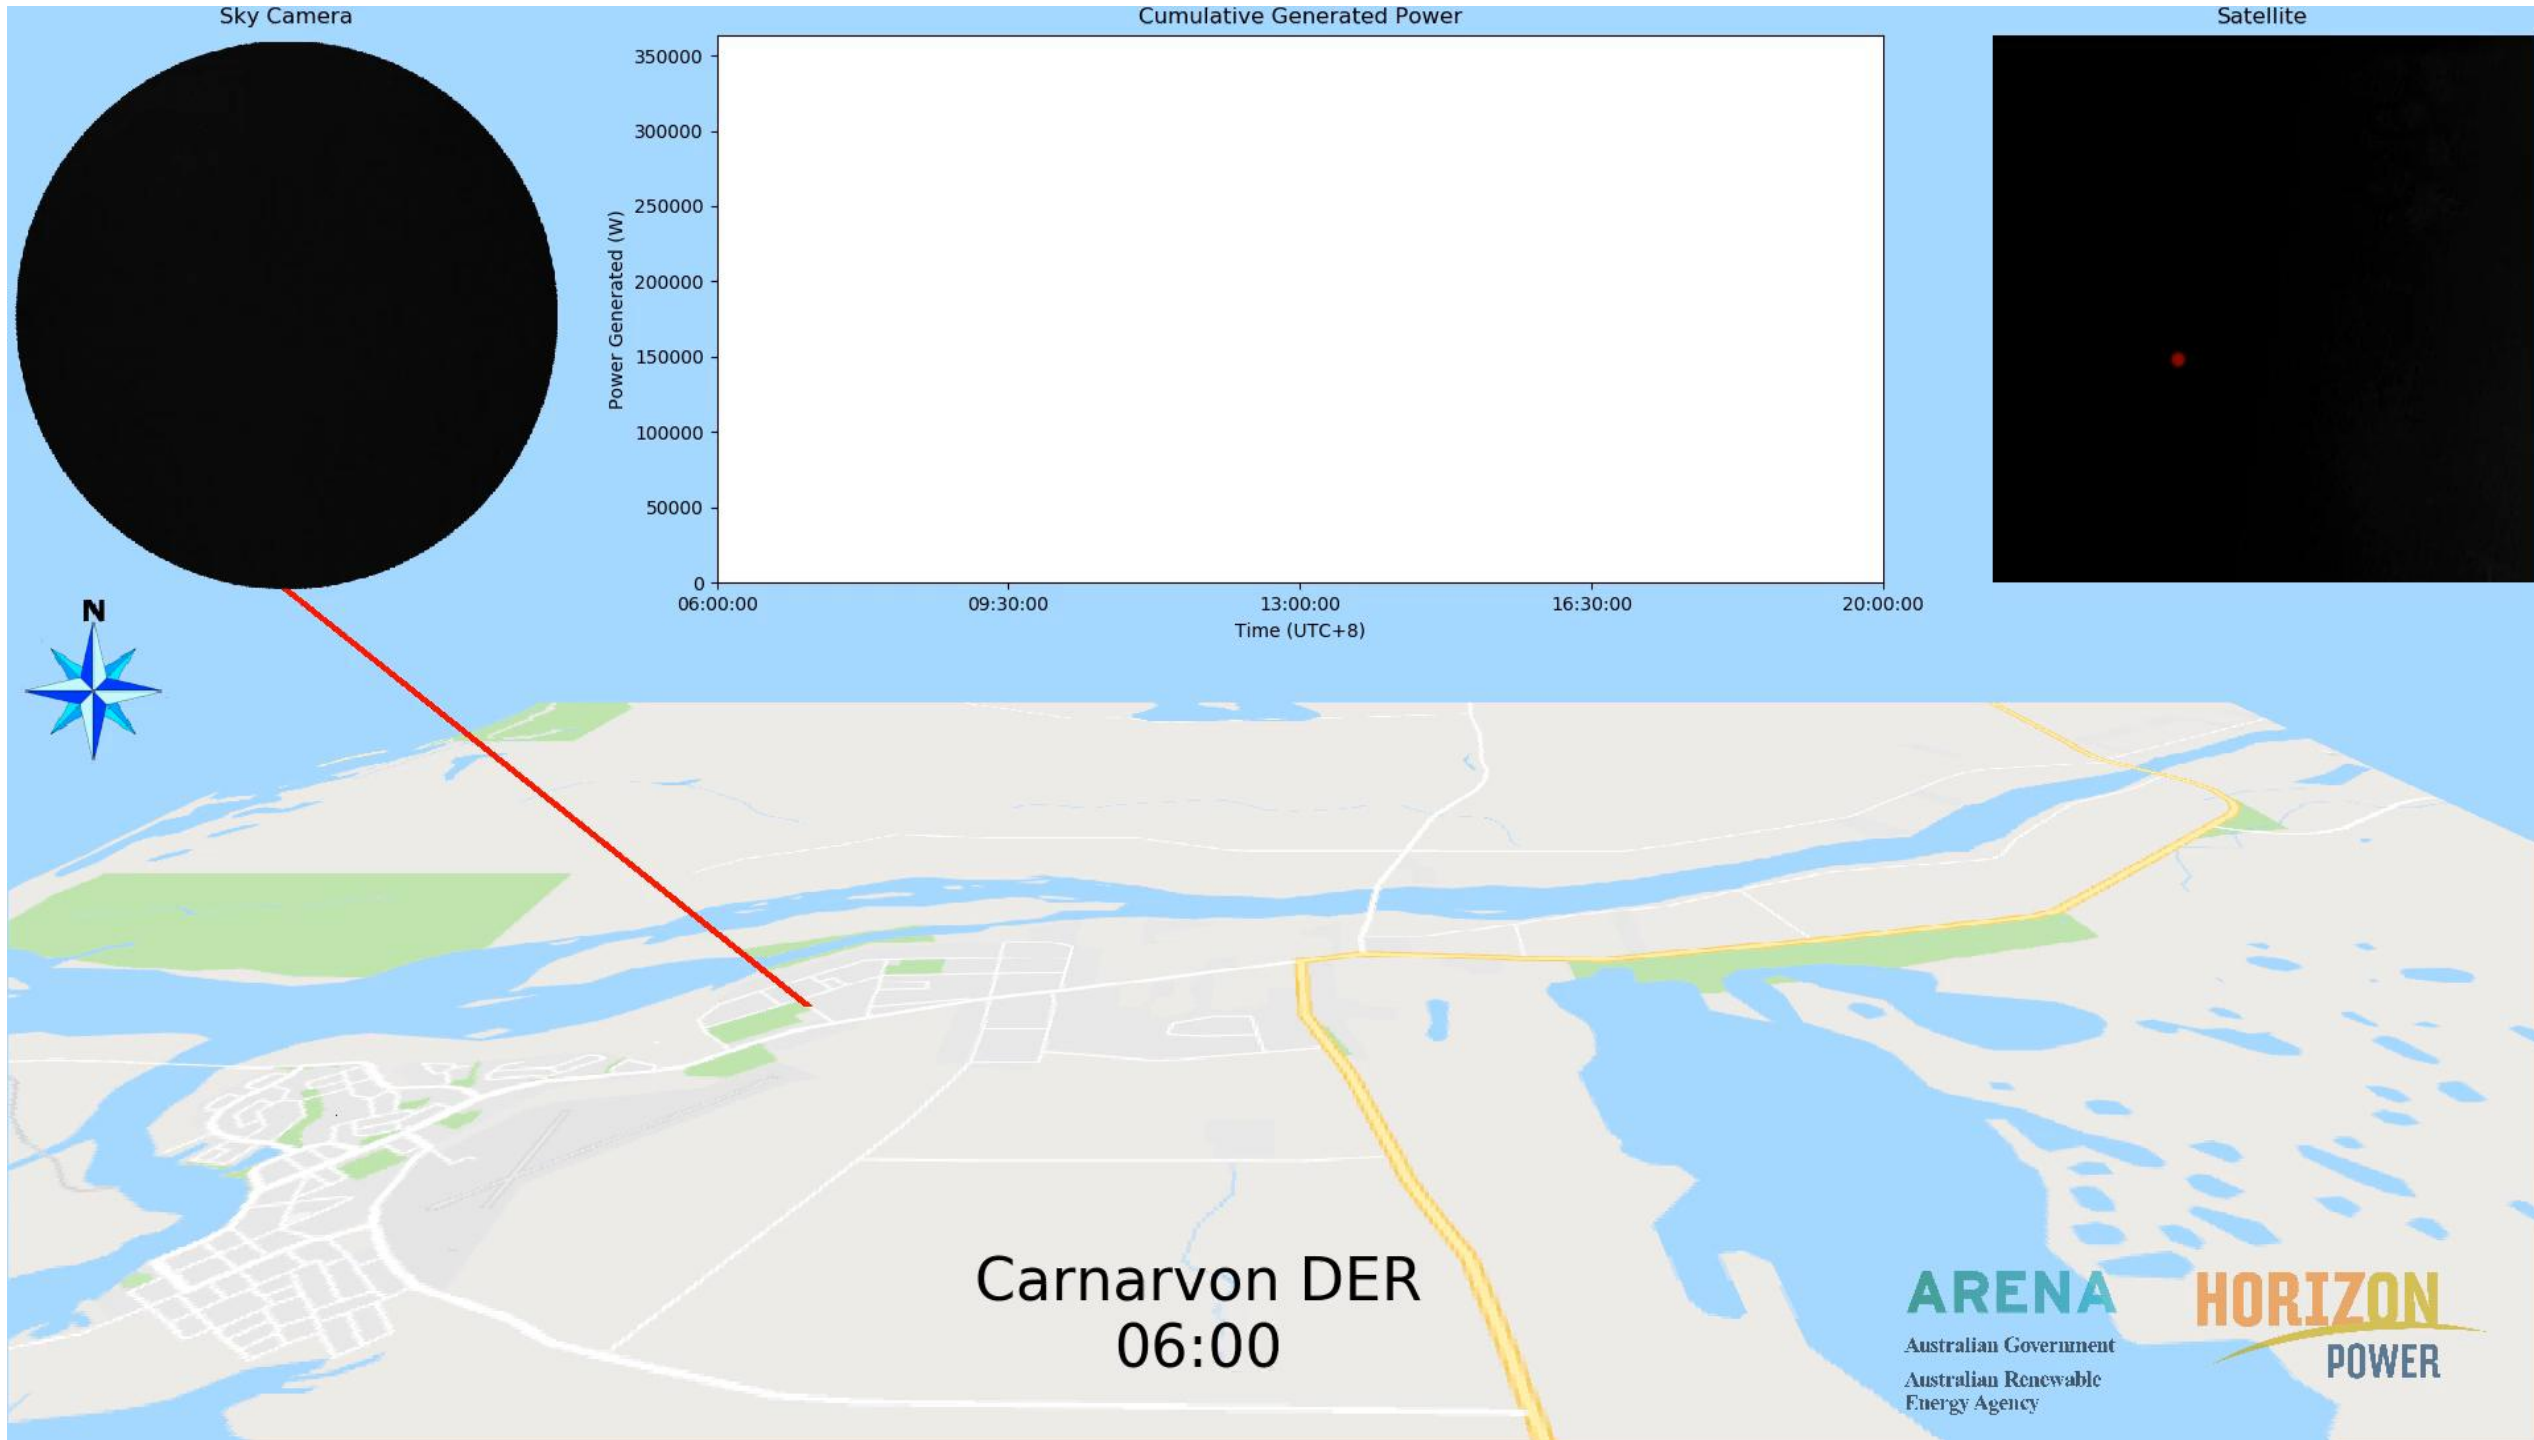 Sky Camera
Cumulative Generated Power
Satellite
350000
300000
250000
200000
150000
100000
50000
0
Power Generated (W)
06:00:00
09:30:00
13:00:00
16:30:00
20:00:00
Time (UTC+8)
N
Carnarvon DER
06:00
ARENA
Australian Government
Australian Renewable
Energy Agency
HORIZON
POWER